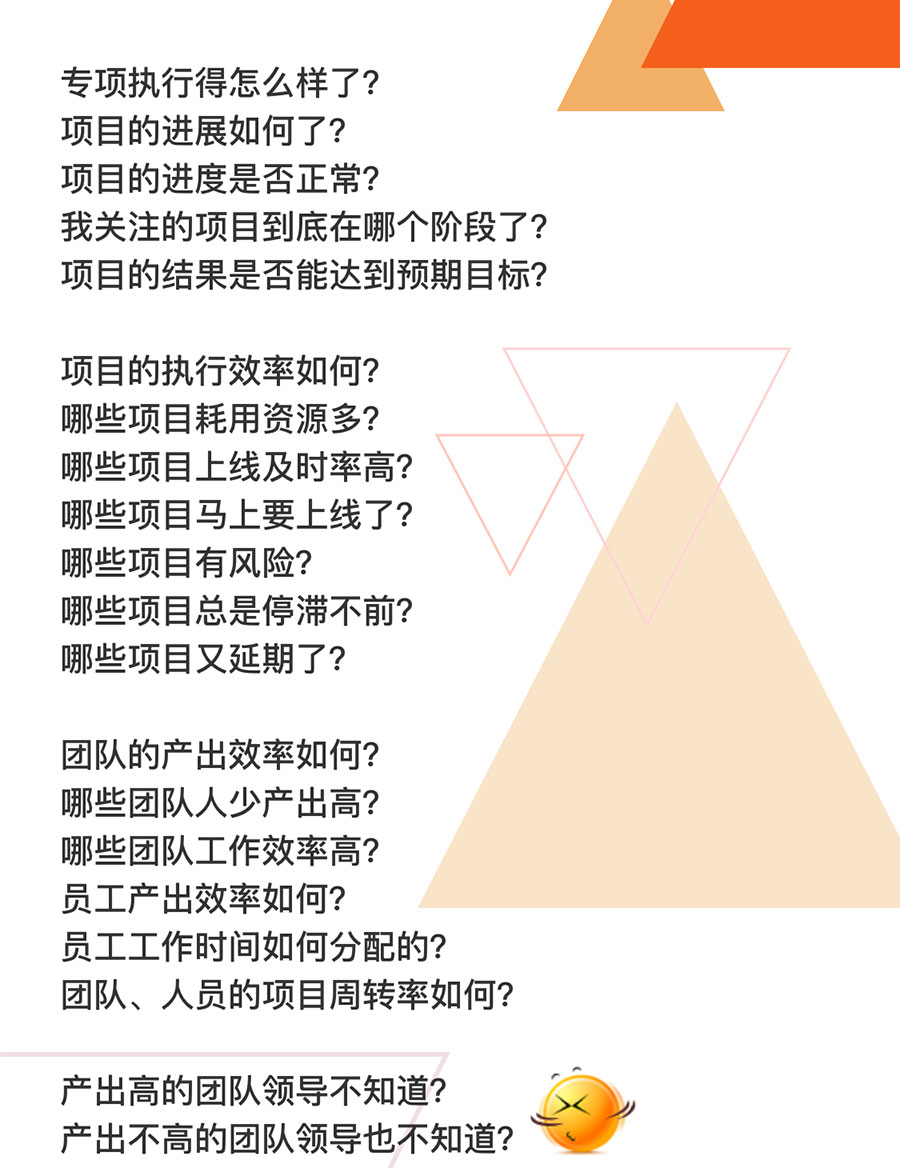 专项执行得怎么样了?
项目的进展如何了?
项目的进度是否正常?
我关注的项目到底在哪个阶段了?
项目的结果是否能达到预期目标?
项目的执行效率如何?
哪些项目耗用资源多?
哪些项目上线及时率高?
哪些项目马上要上线了?
哪些项目有风险?
哪些项目总是停滞不前?
哪些项目又延期了?
团队的产出效率如何?
哪些团队人少产出高?
哪些团队工作效率高?
员工产出效率如何?
员工工作时间如何分配的?
团队、人员的项目周转率如何?
产出高的团队领导不知道?
产出不高的团队领导也不知道?